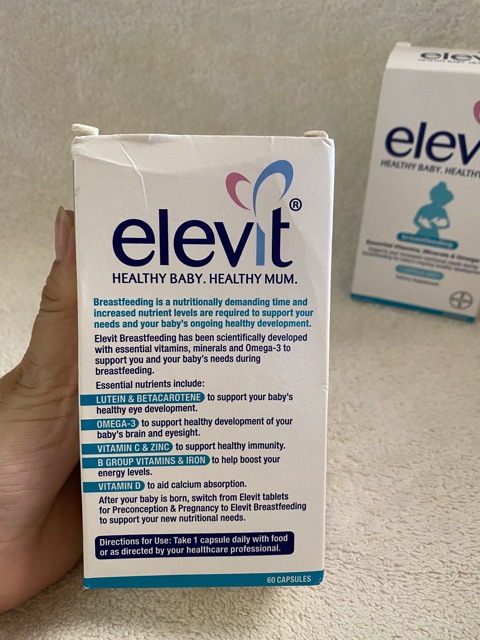 elevit®
HEALTHY BABY. HEALTHY MUM.
Breastfeeding is a nutritionally demanding time and
increased nutrient levels are required to support your
needs and your baby's ongoing healthy development.
Elevit Breastfeeding has been scientifically developed
with essential vitamins, minerals and Omega-3 to
support you and your baby's needs during
breastfeeding.
Essential nutrients include:
LUTEIN & BETACAROTENE to support your baby's
healthy eye development.
OMEGA-3 to support healthy development of your
baby's brain and eyesight.
VITAMIN C & ZINC to support healthy immunity.
B GROUP VITAMINS & IRON to help boost your
energy levels.
VITAMIN D to aid calcium absorption.
After your baby is born, switch from Elevit tablets
for Preconception & Pregnancy to Elevit Breastfeeding
to support your new nutritional needs.
Directions for Use: Take 1 capsule daily with food
or as directed by your healthcare professional.
60 CAPSULES
elev
HEALTHY BABY. HEALTHY
breastfeeding
Essential Vitamins, Minerals & Omega